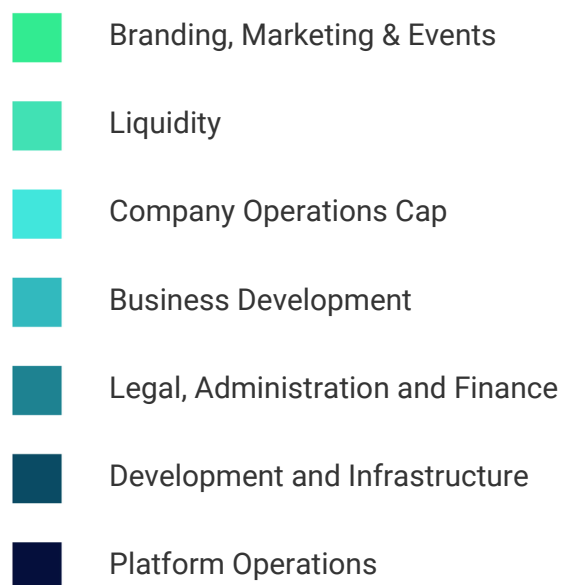 Branding, Marketing & Events
Liquidity
Company Operations Cap
Business Development
Legal, Administration and Finance
Development and Infrastructure
Platform Operations